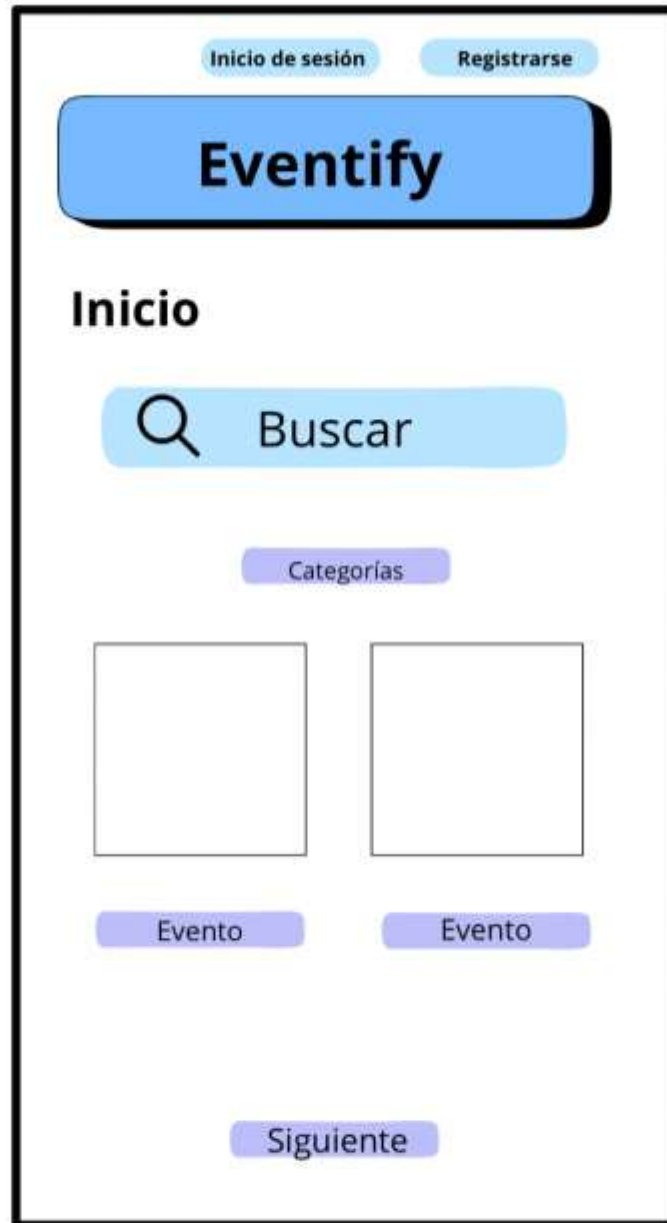 Inicio de sesión
Registrarse
Eventify
Inicio
Buscar
Categorías
Evento
Evento
Siguiente